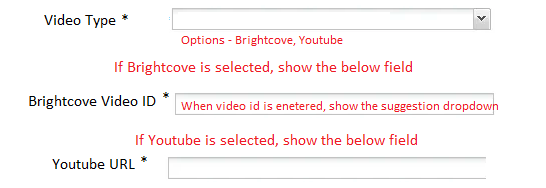 Video Type *
Options - Brightcove, Youtube
If Brightcove is selected, show the below field
Brightcove Video ID *
When video id is enetered, show the suggestion dropdown
If Youtube is selected, show the below field
Youtube URL *